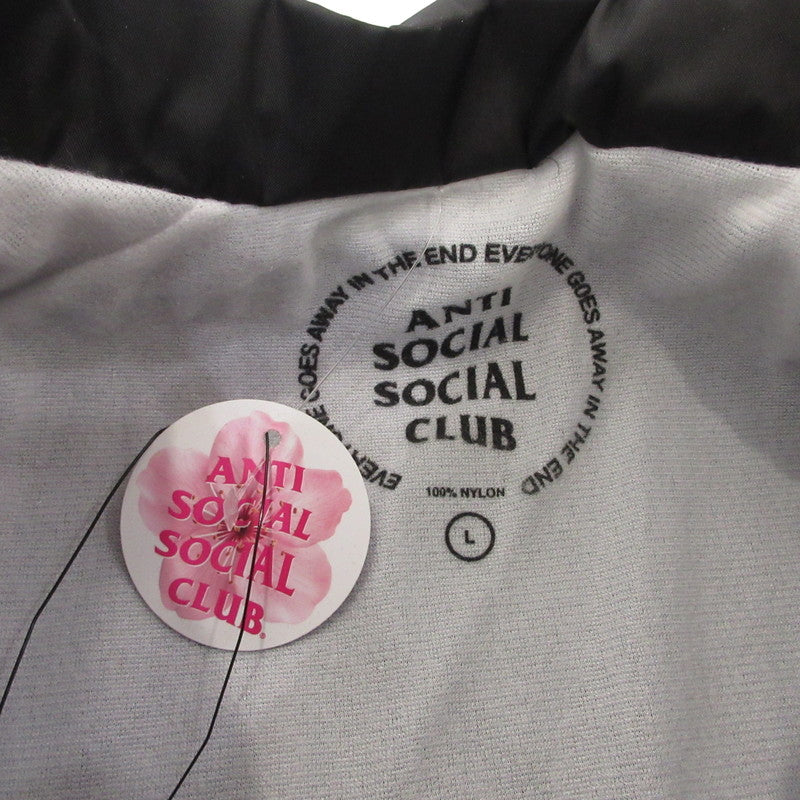 EVERYONE GOES AWAY IN THE END EVERYONE GOES AWAY IN THE END
ANTI
SOCIAL
SOCIAL
CLUB
100% NYLON
L
ANTI
SOCIAL
SOCIAL
CLUB®